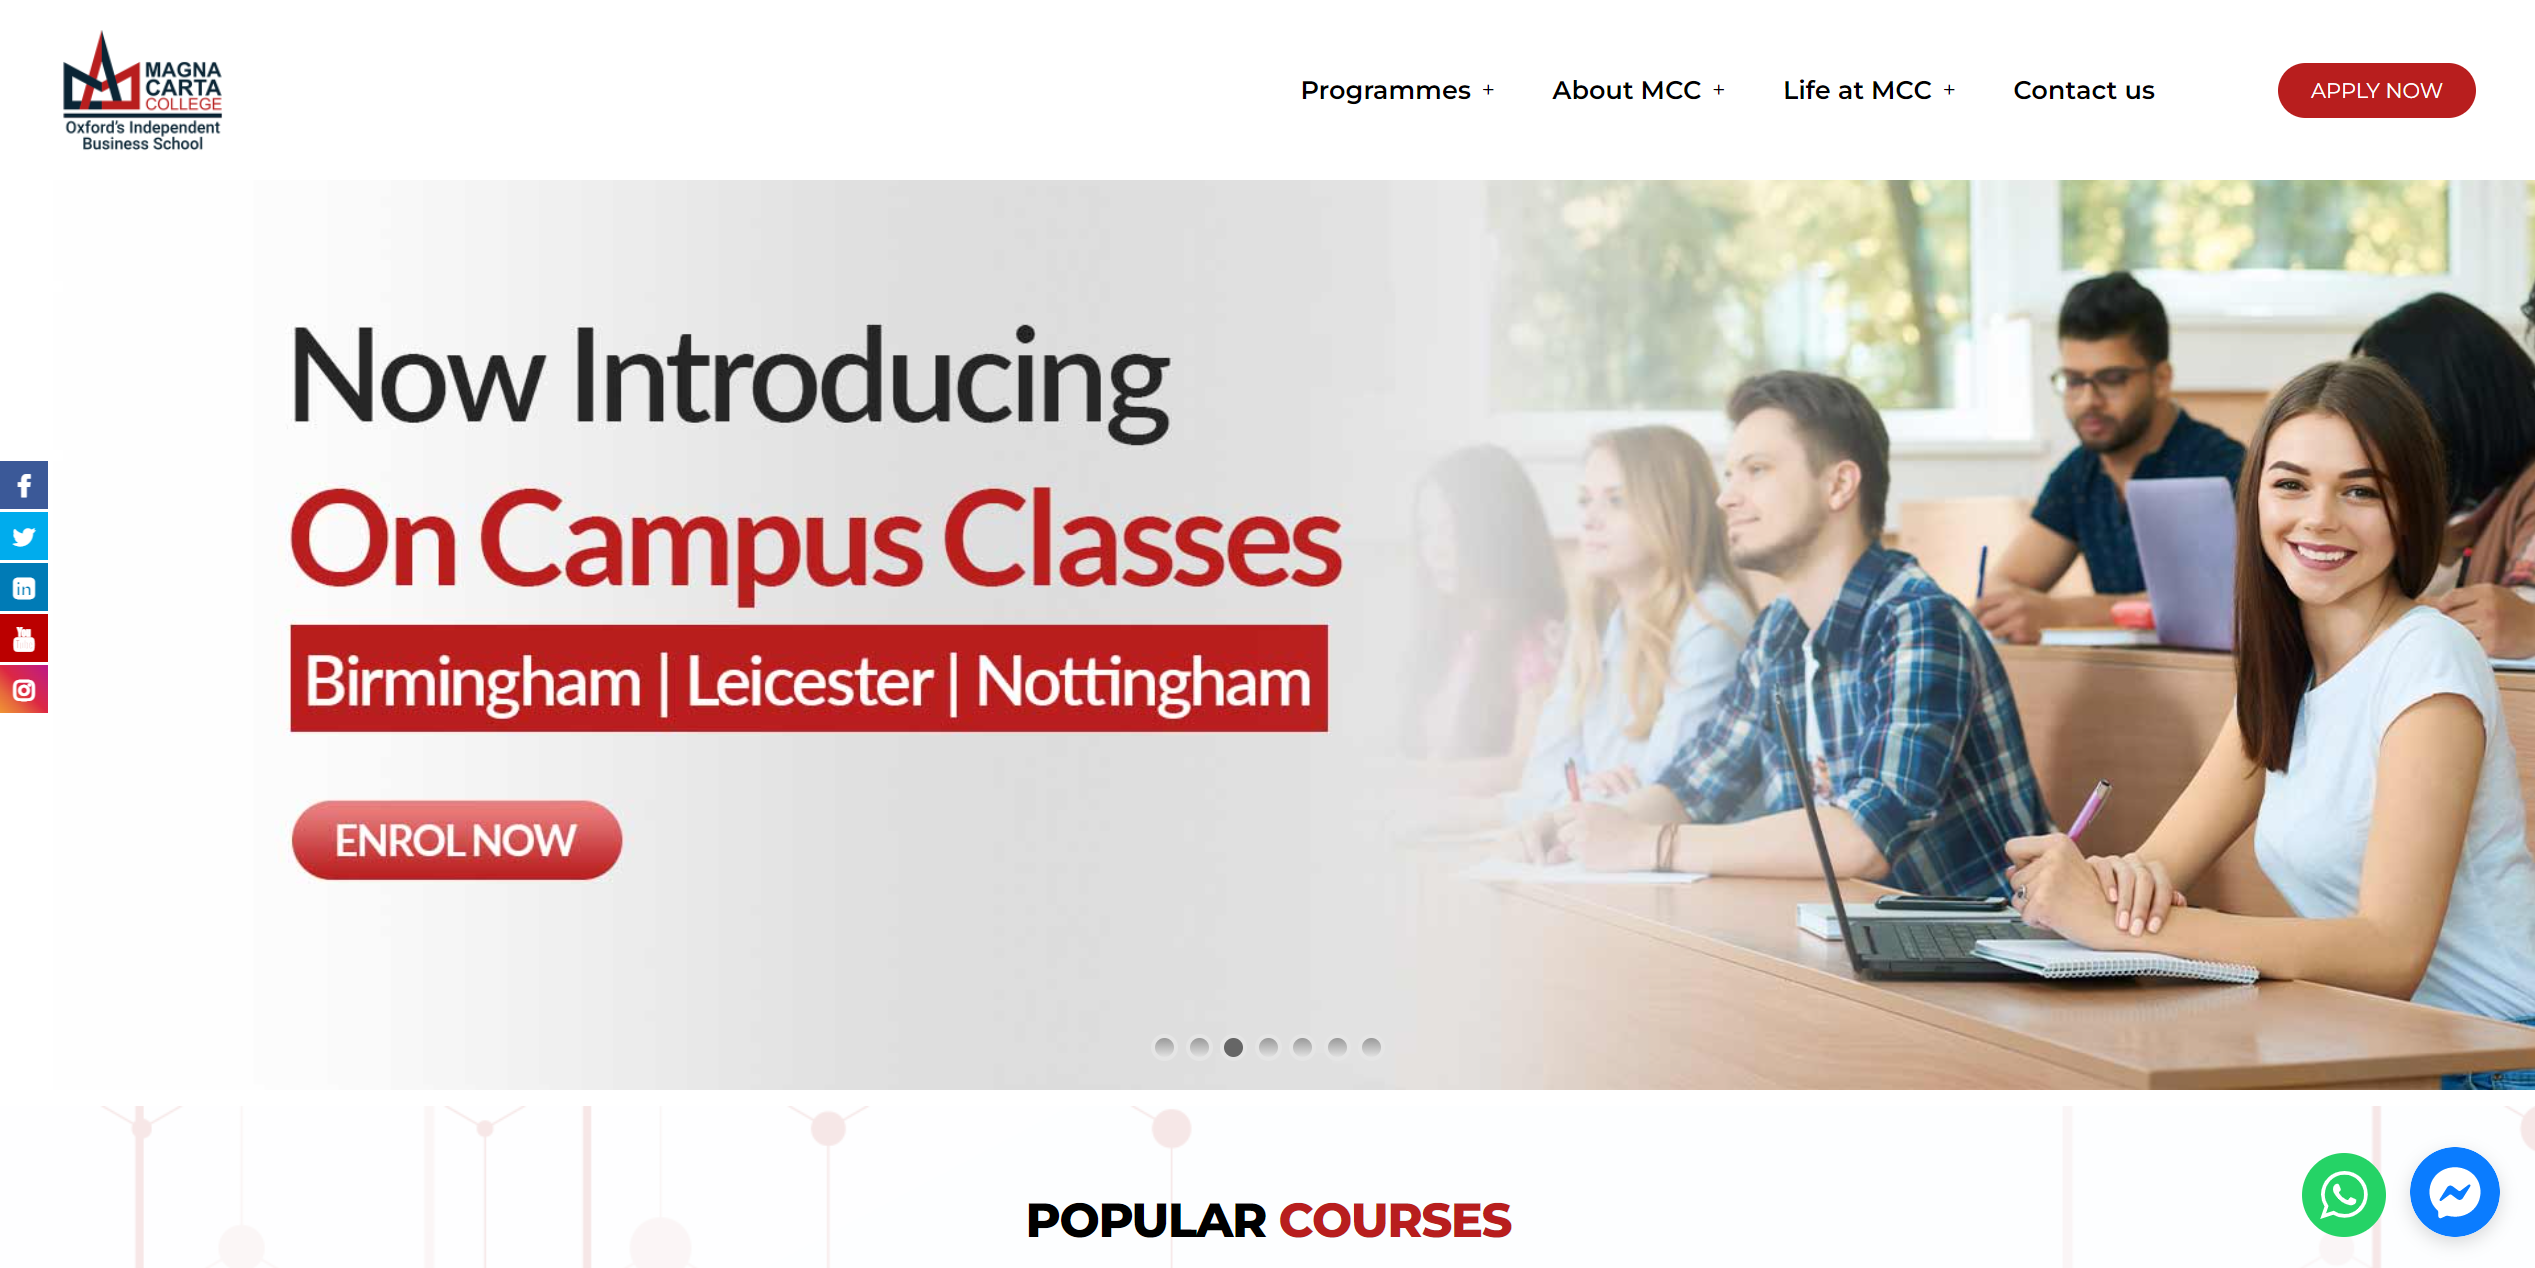 MAGNA
CARTA
COLLEGE
Oxford's Independent
Business School
Programmes +
About MCC +
Life at MCC +
Contact us
APPLY NOW
Now Introducing
On Campus Classes
Birmingham | Leicester | Nottingham
ENROL NOW
POPULAR COURSES